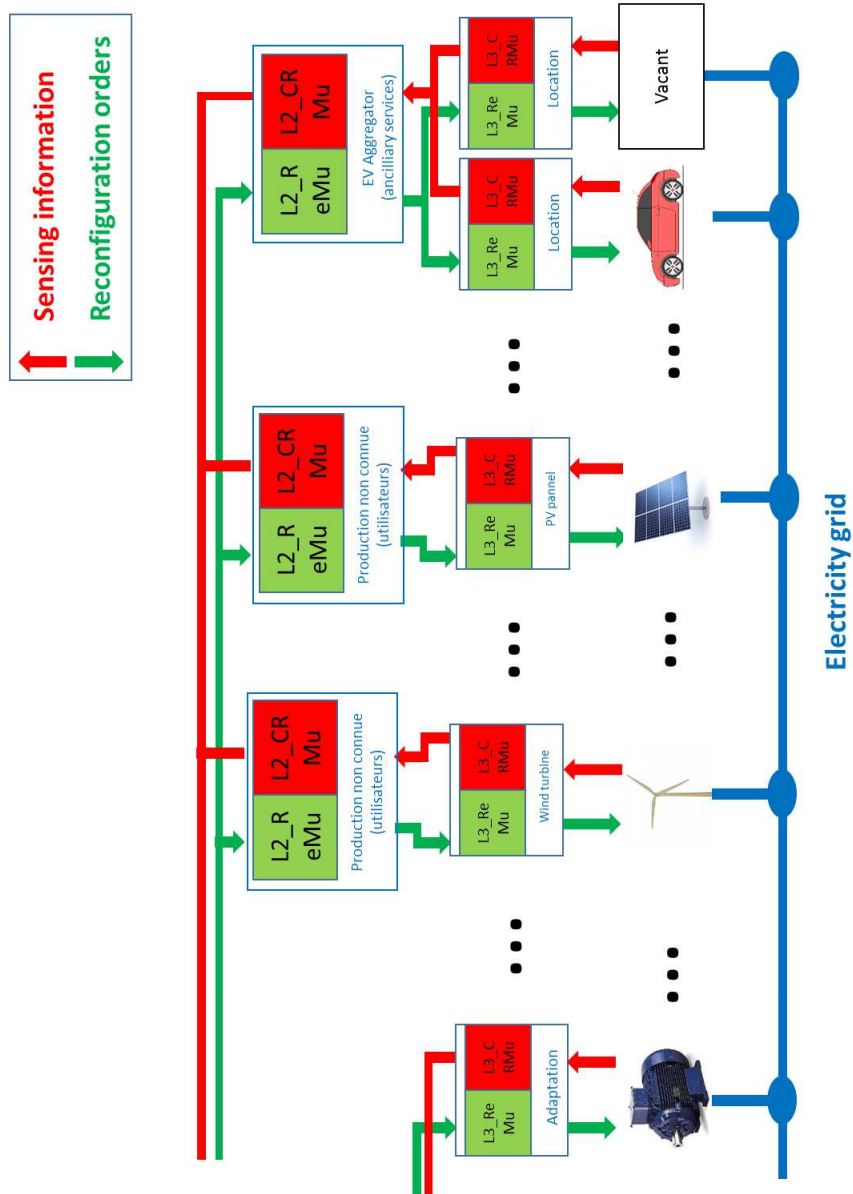 Sensing information
Reconfiguration orders
L2_R
eMu
L2_CR
Mu
Production non connue
(utilisateurs)
L2_R
eMu
L2_CR
Mu
Production non connue
(utilisateurs)
L2_R
eMu
L2_CR
Mu
EV Aggregator
(ancilliary services)
L3_Re
Mu
L3_C
RMu
Adaptation
L3_Re
Mu
L3_C
RMu
Wind turbine
L3_Re
Mu
L3_C
RMu
PV pannel
L3_Re
Mu
L3_C
RMu
Location
L3_Re
Mu
L3_C
RMu
Location
Vacant
Electricity grid